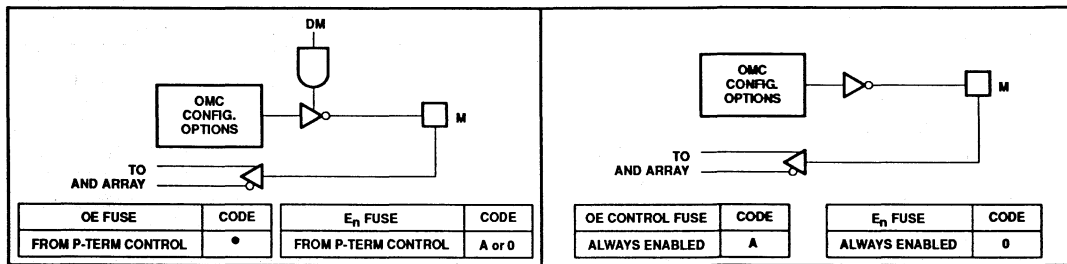 DM
OMC
CONFIG.
OPTIONS
M
TO
AND ARRAY
OE FUSE CODE
FROM P-TERM CONTROL •
En FUSE CODE
FROM P-TERM CONTROL A or 0
OMC
CONFIG.
OPTIONS
M
TO
AND ARRAY
OE CONTROL FUSE CODE
ALWAYS ENABLED A
En FUSE CODE
ALWAYS ENABLED 0